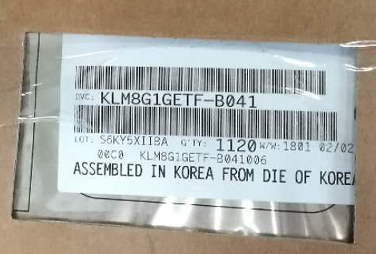 DVC: KLM8G1GETF-B041
LOT: S6KY5XIIBA Q'TY: 1120 W/W: 1801 02/02
00C0 KLM8G1GETF-B041006
ASSEMBLED IN KOREA FROM DIE OF KOREA